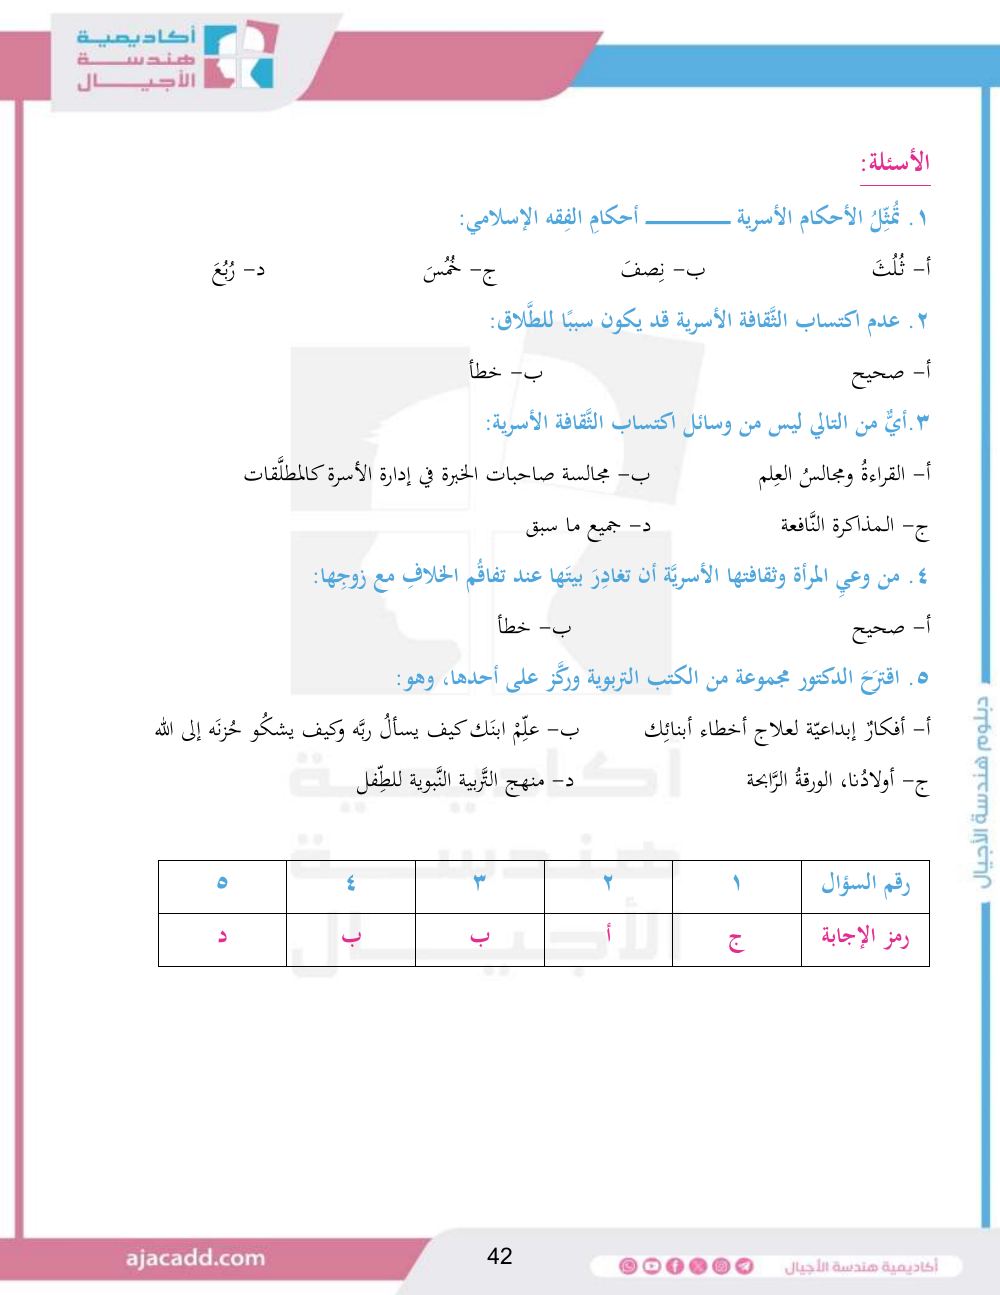 أكاديمية
هندسة
الأجيال
الأسئلة:
١. تُمثِّلُ الأحكام الأسرية ـــــــــــ أحكامِ الفِقه الإسلامي:
أ- ثُلُثَ ب- نِصفَ ج- خُمُسَ د- رُبُعَ
٢. عدم اكتساب الثَّقافة الأسرية قد يكون سببًا للطَّلاق:
أ- صحيح ب- خطأ
٣.أيٌّ من التالي ليس من وسائل اكتساب الثَّقافة الأسرية:
أ- القراءةُ ومجالسُ العِلم ب- مجالسة صاحبات الخبرة في إدارة الأسرة كالمطلَّقات
ج- المذاكرة النَّافعة د- جميع ما سبق
٤. من وعيِ المرأة وثقافتها الأسريَّة أن تغادِرَ بيتَها عند تفاقُم الخلافِ مع زوجِها:
أ- صحيح ب- خطأ
٥. اقترَحَ الدكتور مجموعة من الكتب التربوية وركَّز على أحدها، وهو:
أ- أفكارٌ إبداعيّة لعلاج أخطاء أبنائِك ب- علِّمْ ابنَك كيف يسألُ ربَّه وكيف يشكُو حُزنَه إلى الله
ج- أولادُنا، الورقةُ الرَّابحة د- منهج التَّربية النَّبوية للطِّفل
أكاديمية
هندسة
الأجيال
رقم السؤال ١ ٢ ٣ ٤ ٥
رمز الإجابة ج أ ب ب د
دبلوم هندسة الأجيال
أكاديمية هندسة الأجيال
42
ajacadd.com